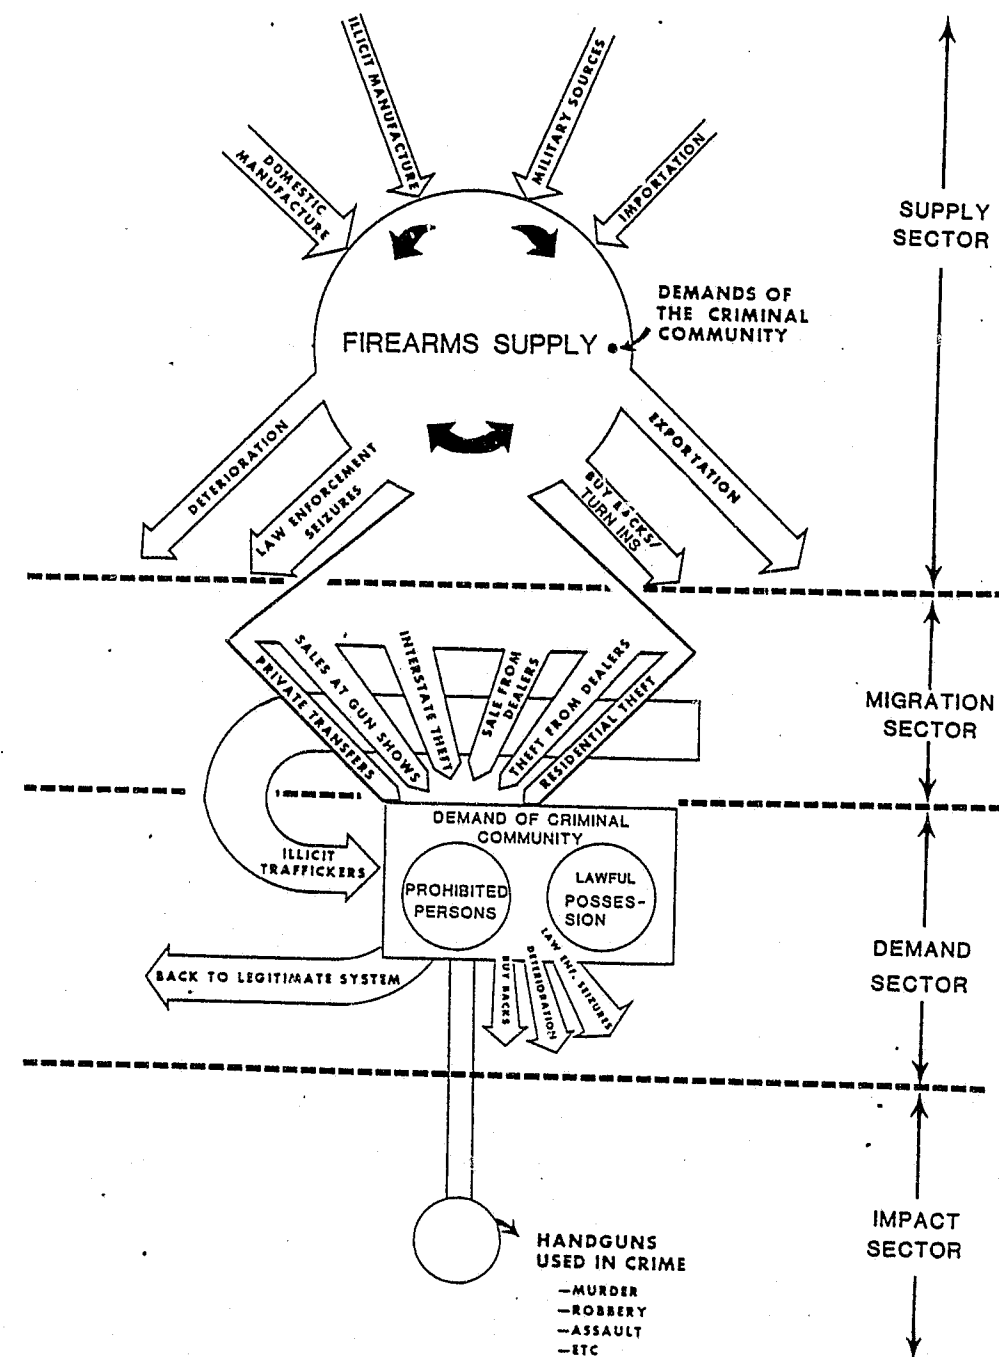 ILLICIT MANUFACTURE
MILITARY SOURCES
DOMESTIC
MANUFACTURE
IMPORTATION
SUPPLY
SECTOR
DEMANDS OF
THE CRIMINAL
COMMUNITY
FIREARMS SUPPLY
DETERIORATION
LAW ENFORCEMENT
SEIZURES
BUY BACKS/
TURN INS
EXPORTATION
PRIVATE TRANSFERS
SALES AT GUN SHOWS
INTERSTATE THEFT
SALE FROM
DEALERS
THEFT FROM DEALERS
RESIDENTIAL THEFT
MIGRATION
SECTOR
DEMAND OF CRIMINAL
COMMUNITY
ILLICIT
TRAFFICKERS
PROHIBITED
PERSONS
LAWFUL
POSSES-
SION
BACK TO LEGITIMATE SYSTEM
BUY BACKS
DETERIORATION
LAW ENF. SEIZURES
DEMAND
SECTOR
IMPACT
SECTOR
HANDGUNS
USED IN CRIME
—MURDER
—ROBBERY
—ASSAULT
—ETC